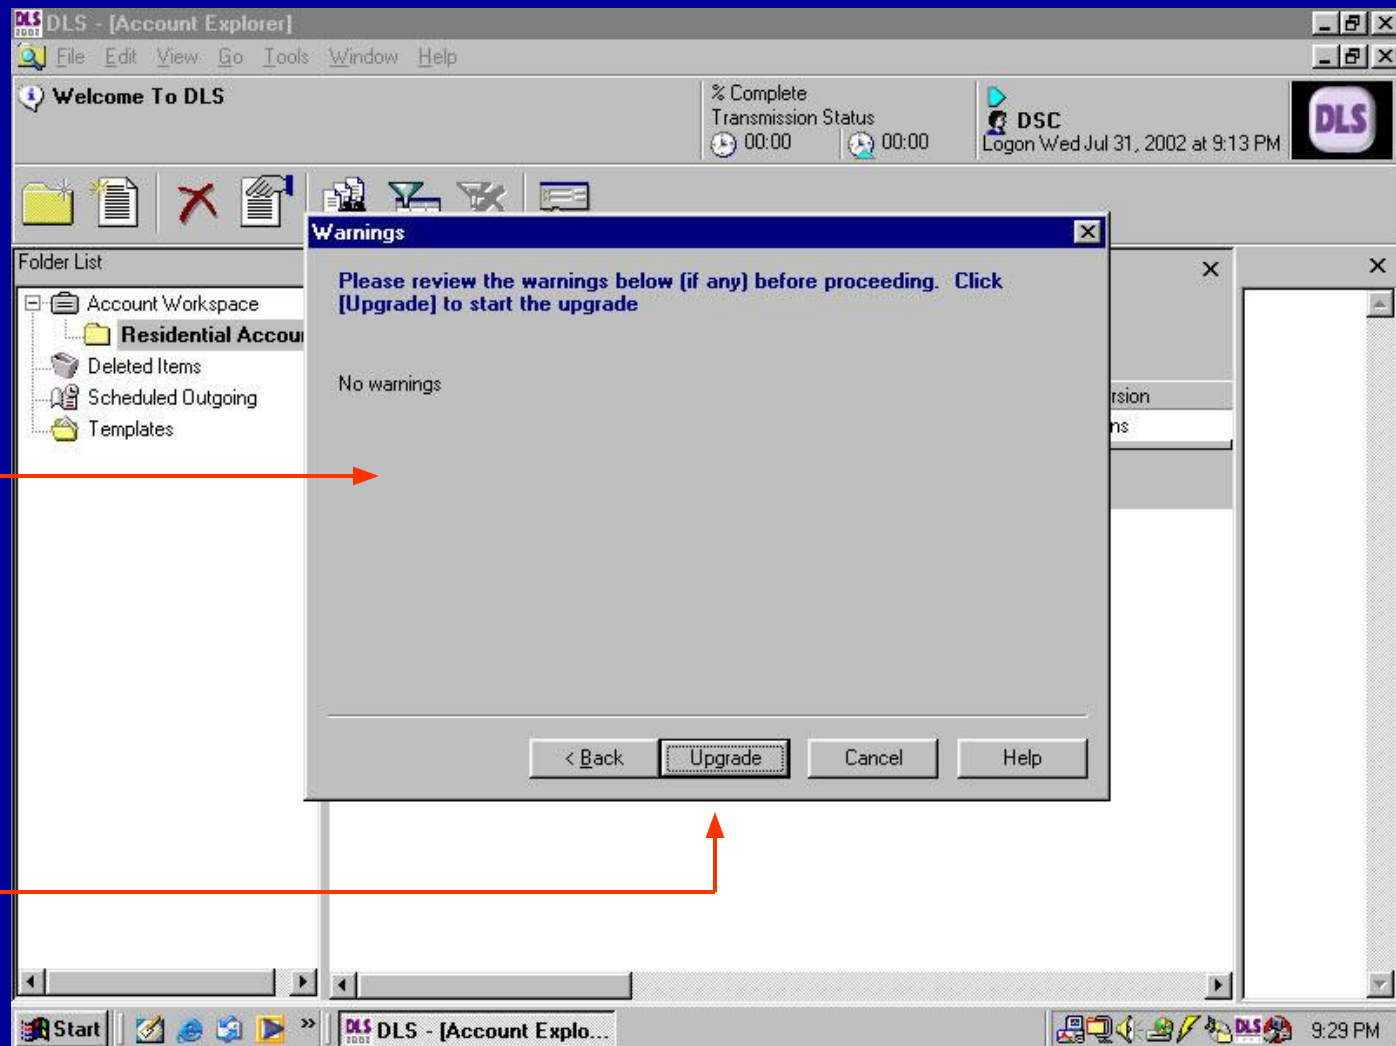 DLS - [Account Explorer]
File Edit View Go Tools Window Help
Welcome To DLS
% Complete
Transmission Status
00:00 00:00
DSC
Logon Wed Jul 31, 2002 at 9:13 PM
DLS
Warnings
Folder List
Please review the warnings below (if any) before proceeding. Click
[Upgrade] to start the upgrade
Account Workspace
Residential Accou
Deleted Items
No warnings
Scheduled Outgoing
rsion
Templates
ns
< Back Upgrade Cancel Help
Start
DLS - [Account Explo...
DLS
9:29 PM